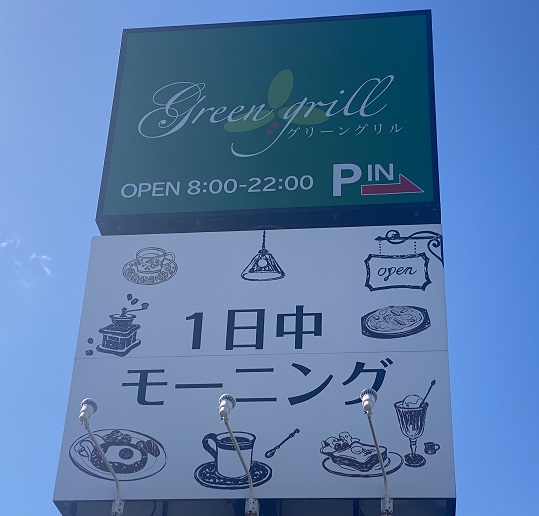 Green grill
グリーングリル
OPEN 8:00-22:00
P IN
open
1日中
モーニング